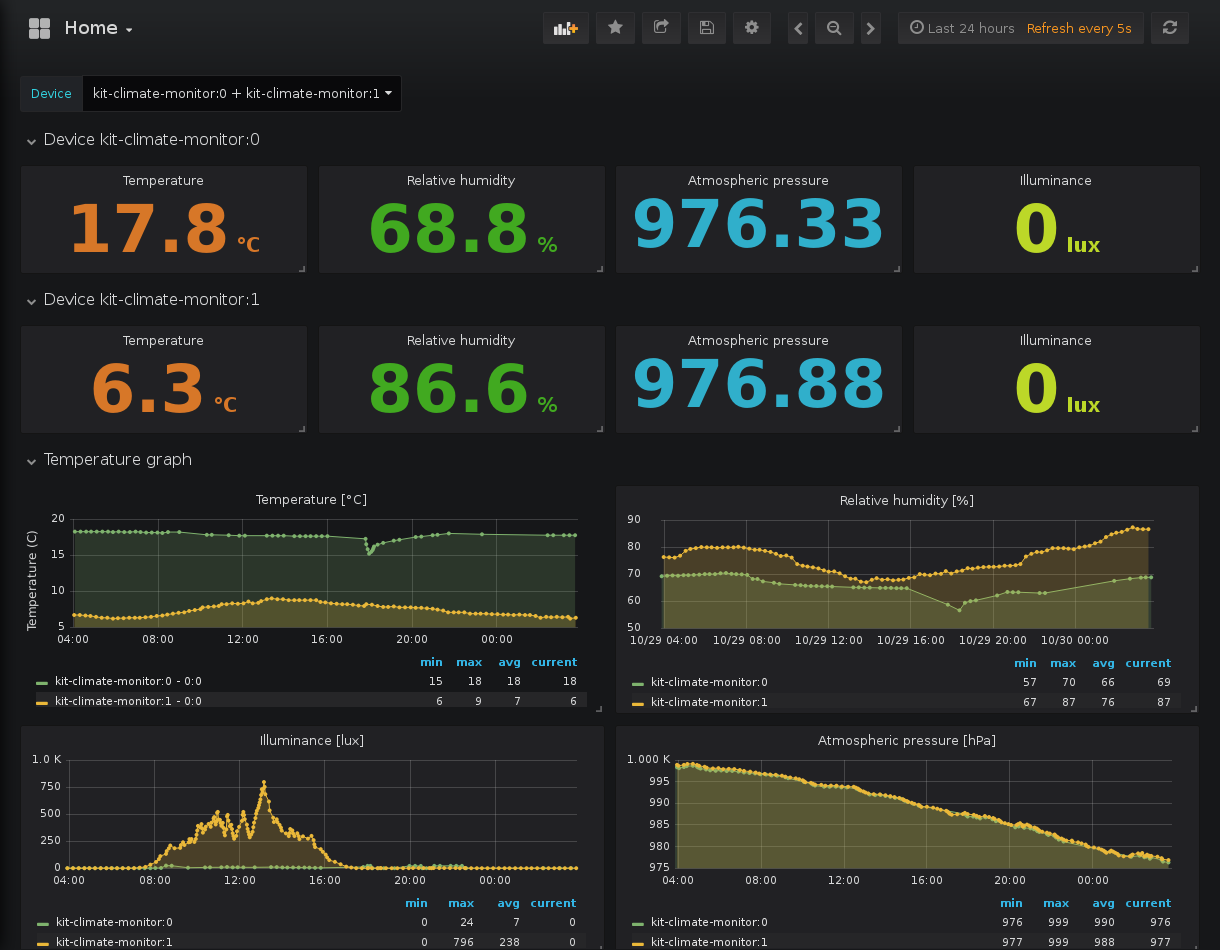 Home
Last 24 hours Refresh every 5s
Device kit-climate-monitor:0 + kit-climate-monitor:1
Device kit-climate-monitor:0
Temperature Relative humidity Atmospheric pressure Illuminance
17.8 °C 68.8 % 976.33 0 lux
Device kit-climate-monitor:1
Temperature Relative humidity Atmospheric pressure Illuminance
6.3 °C 86.6 % 976.88 0 lux
Temperature graph
Temperature [°C]
Temperature (C)
20
15
10
5
04:00 08:00 12:00 16:00 20:00 00:00
min max avg current
kit-climate-monitor:0 - 0:0 15 18 18 18
kit-climate-monitor:1 - 0:0 6 9 7 6
Relative humidity [%]
90
80
70
60
50
10/29 04:00 10/29 08:00 10/29 12:00 10/29 16:00 10/29 20:00 10/30 00:00
min max avg current
kit-climate-monitor:0 57 70 66 69
kit-climate-monitor:1 67 87 76 87
Illuminance [lux]
1.0 K
750
500
250
0
04:00 08:00 12:00 16:00 20:00 00:00
min max avg current
kit-climate-monitor:0 0 24 7 0
kit-climate-monitor:1 0 796 238 0
Atmospheric pressure [hPa]
1.000 K
995
990
985
980
975
04:00 08:00 12:00 16:00 20:00 00:00
min max avg current
kit-climate-monitor:0 976 999 990 976
kit-climate-monitor:1 977 999 988 977